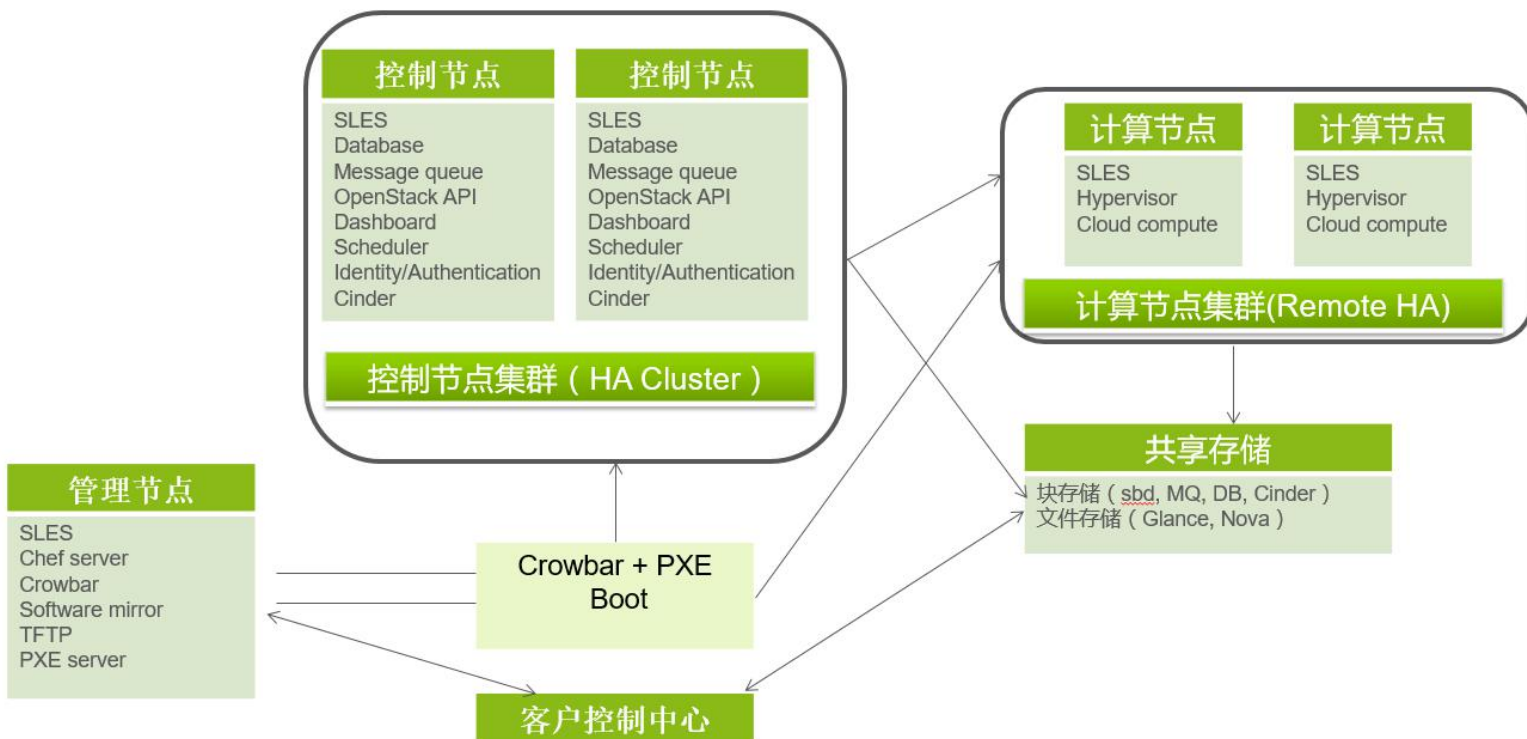 控制节点
SLES
Database
Message queue
OpenStack API
Dashboard
Scheduler
Identity/Authentication
Cinder
控制节点
SLES
Database
Message queue
OpenStack API
Dashboard
Scheduler
Identity/Authentication
Cinder
控制节点集群（HA Cluster）
计算节点
SLES
Hypervisor
Cloud compute
计算节点
SLES
Hypervisor
Cloud compute
计算节点集群(Remote HA)
共享存储
块存储（sbd, MQ, DB, Cinder）
文件存储（Glance, Nova）
管理节点
SLES
Chef server
Crowbar
Software mirror
TFTP
PXE server
Crowbar + PXE
Boot
客户控制中心